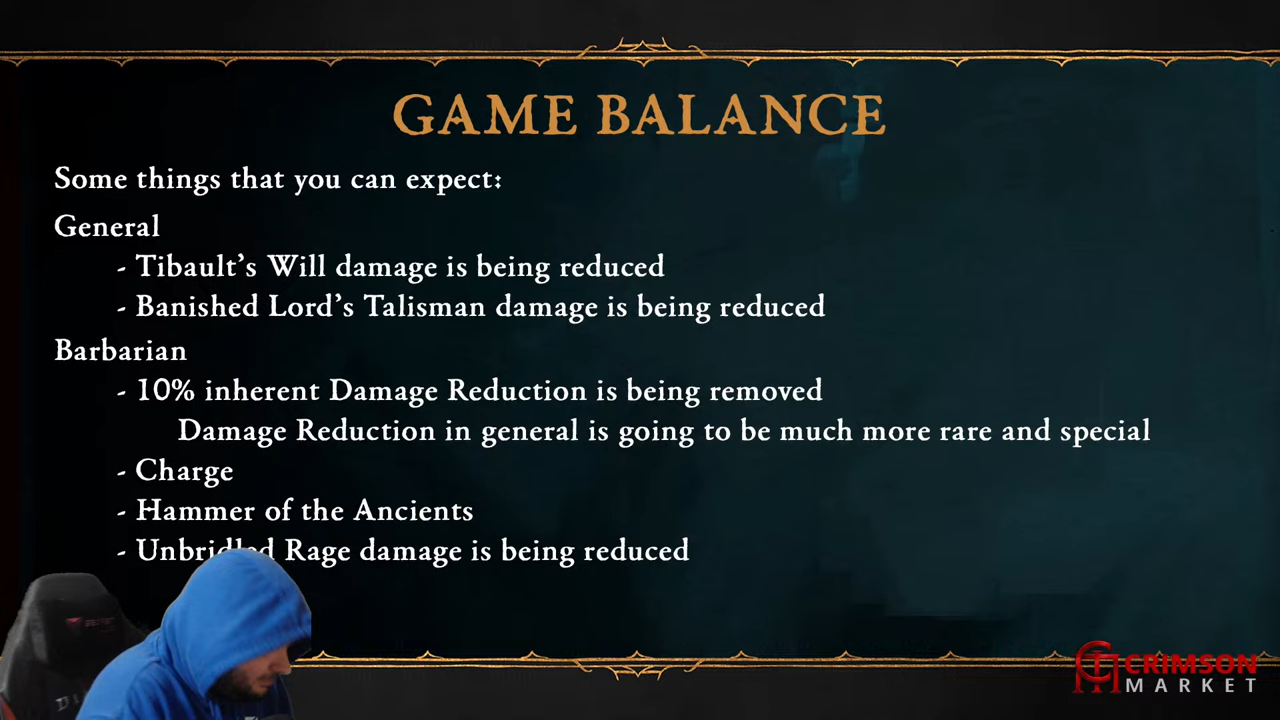 GAME BALANCE
Some things that you can expect:
General
- Tibault's Will damage is being reduced
- Banished Lord's Talisman damage is being reduced
Barbarian
- 10% inherent Damage Reduction is being removed
Damage Reduction in general is going to be much more rare and special
- Charge
- Hammer of the Ancients
- Unbridled Rage damage is being reduced
CRIMSON
MARKET